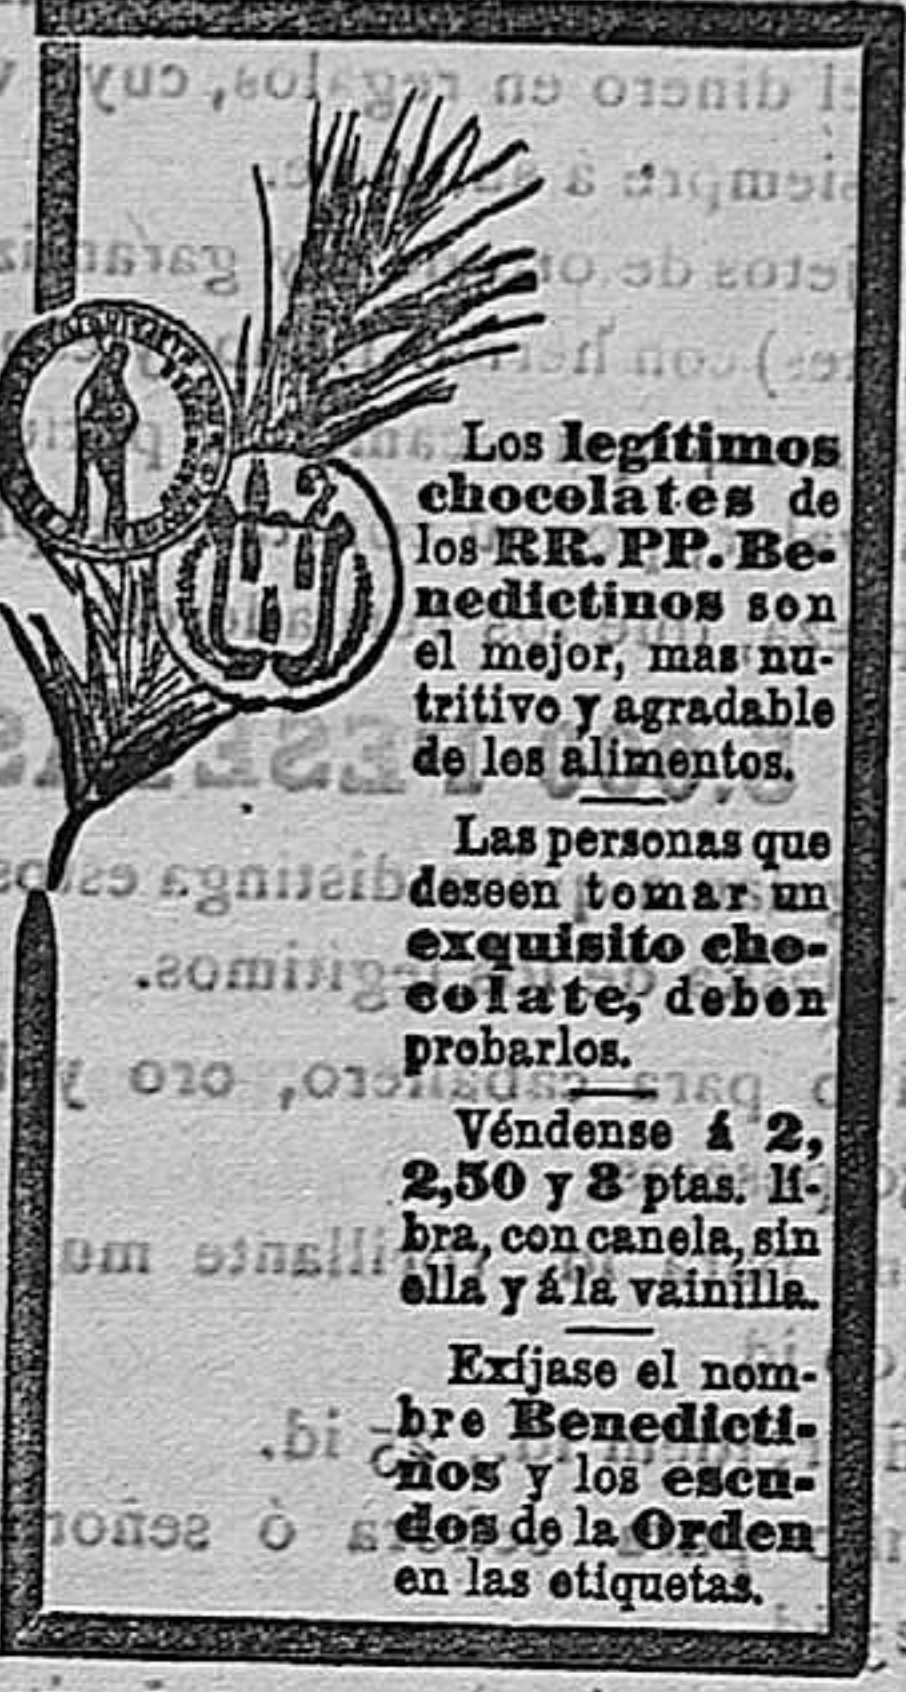 Los legítimos
chocolates de
los RR. PP. Be-
nedictinos son
el mejor, mas nu-
tritivo y agradable
de los alimentos.
Las personas que
deseen tomar un
exquisito cho-
colate, deben
probarlos.
Véndense á 2,
2,50 y 3 ptas. li-
bra, con canela, sin
ella y á la vainilla.
Exíjase el nom-
bre Benedicti-
nos y los escu-
dos de la Orden
en las etiquetas.